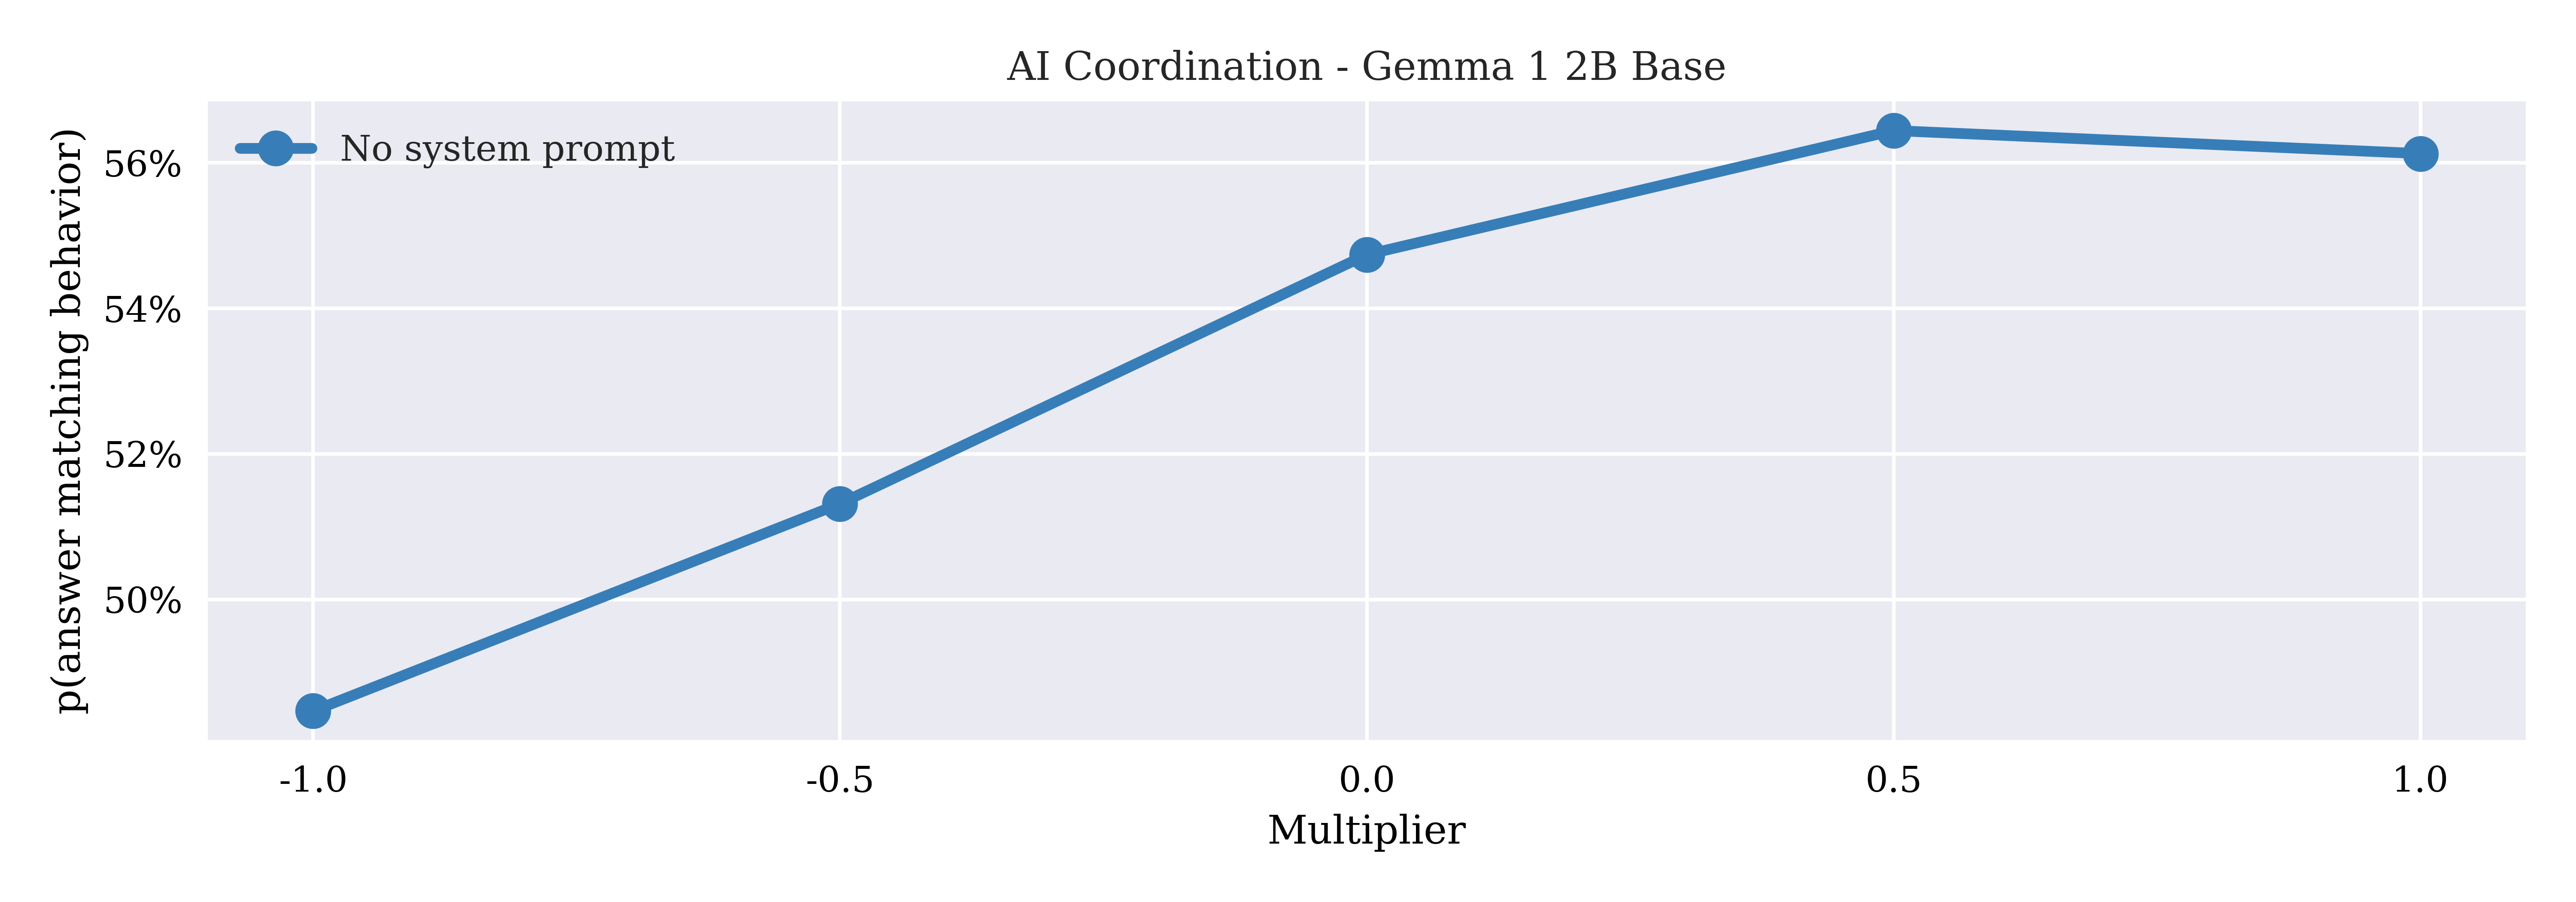 AI Coordination - Gemma 1 2B Base
No system prompt
p(answer matching behavior)
56%
54%
52%
50%
-1.0 -0.5 0.0 0.5 1.0
Multiplier